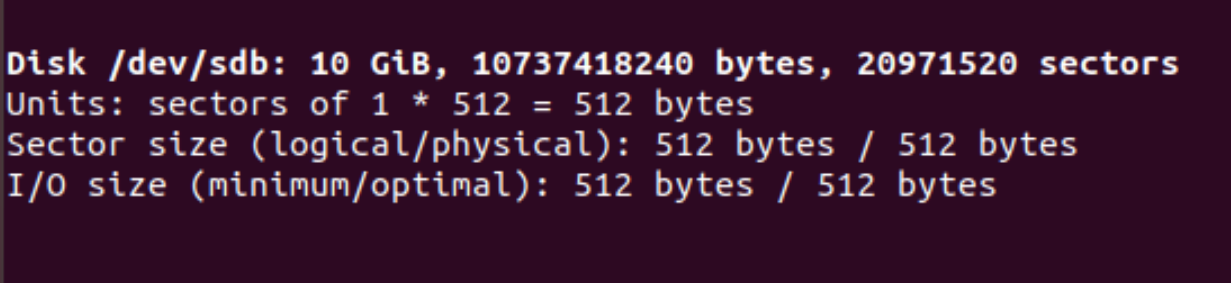 Disk /dev/sdb: 10 GiB, 10737418240 bytes, 20971520 sectors
Units: sectors of 1 * 512 = 512 bytes
Sector size (logical/physical): 512 bytes / 512 bytes
I/O size (minimum/optimal): 512 bytes / 512 bytes